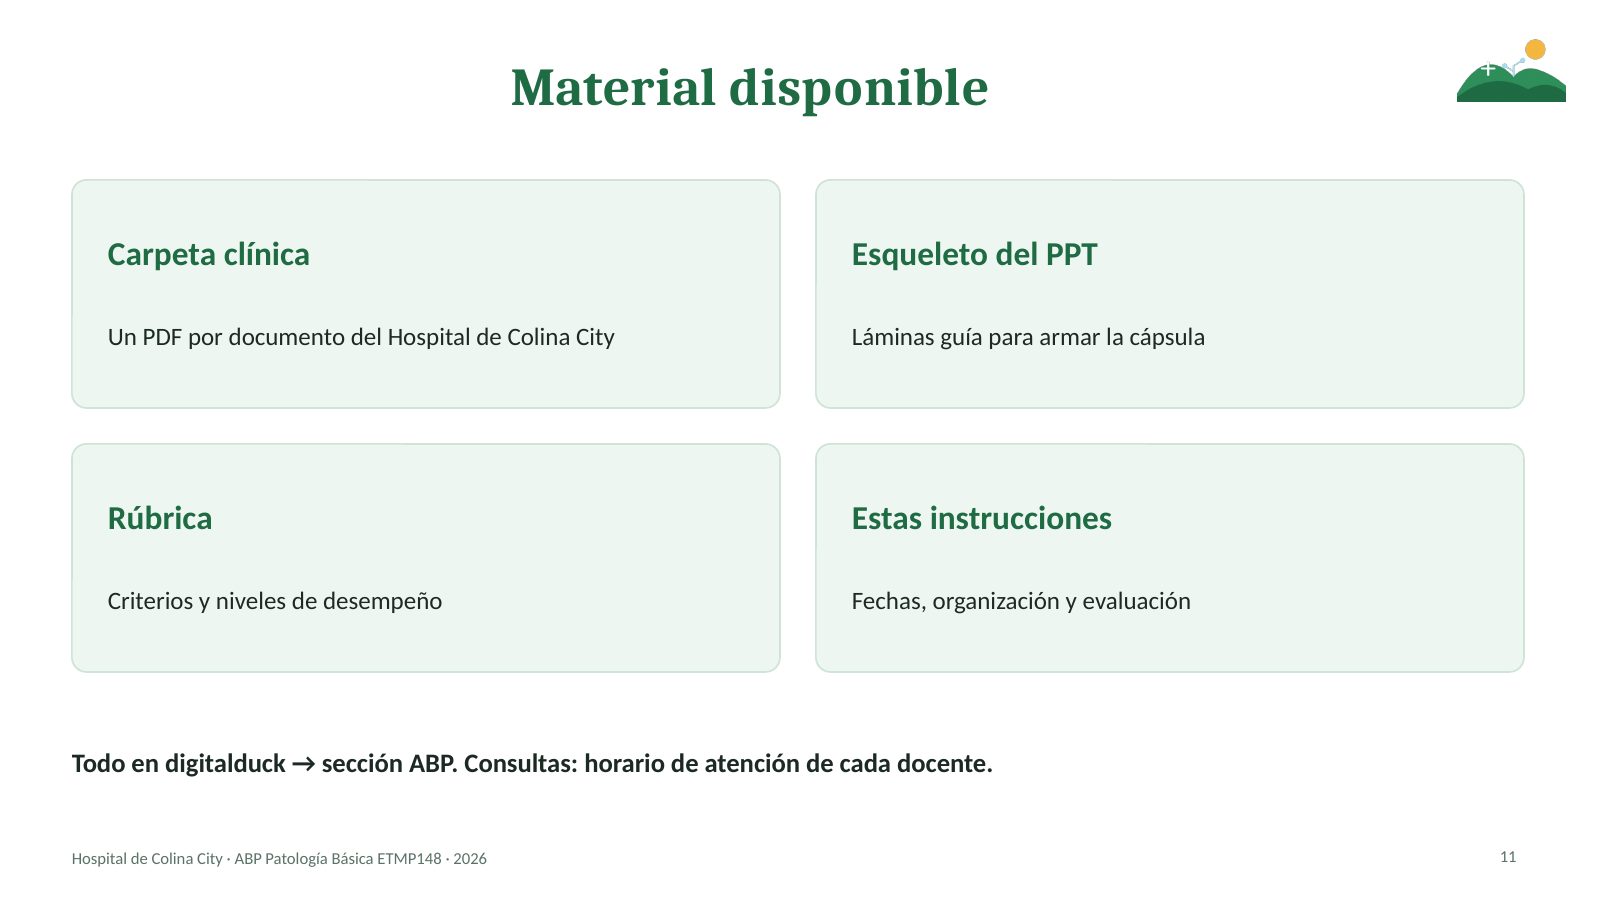 Material disponible
Carpeta clínica
Un PDF por documento del Hospital de Colina City
Esqueleto del PPT
Láminas guía para armar la cápsula
Rúbrica
Criterios y niveles de desempeño
Estas instrucciones
Fechas, organización y evaluación
Todo en digitalduck → sección ABP. Consultas: horario de atención de cada docente.
Hospital de Colina City · ABP Patología Básica ETMP148 · 2026
11